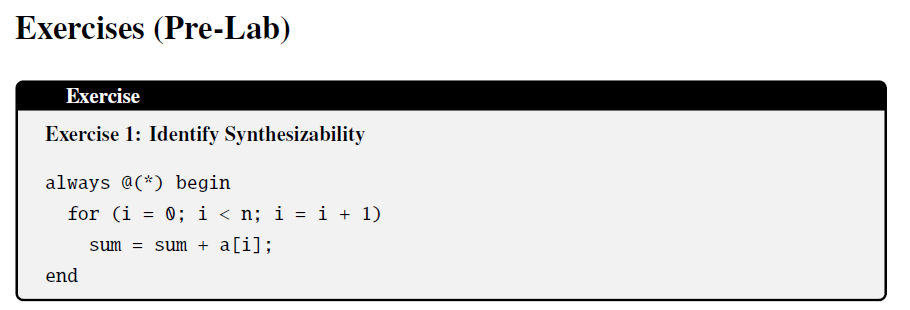 Exercises (Pre-Lab)
Exercise
Exercise 1: Identify Synthesizability
always @(*) begin
  for (i = 0; i < n; i = i + 1)
    sum = sum + a[i];
end